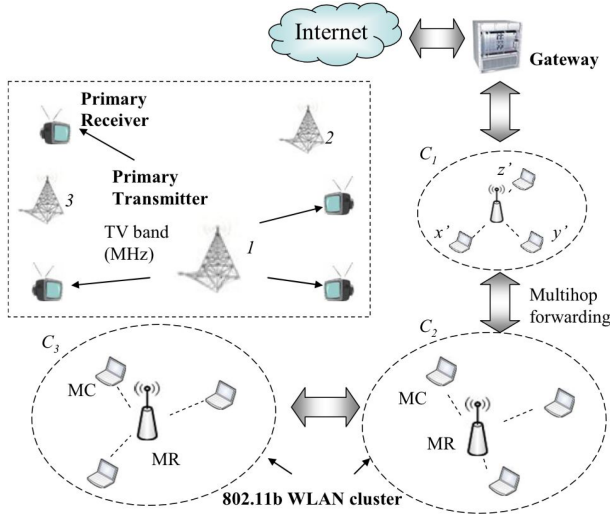 Internet
Gateway
Primary
Receiver
2
C1
z'
Primary
Transmitter
3
TV band
(MHz)
1
x'
y'
Multihop
forwarding
C3
C2
MC
MR
MC
MR
802.11b WLAN cluster